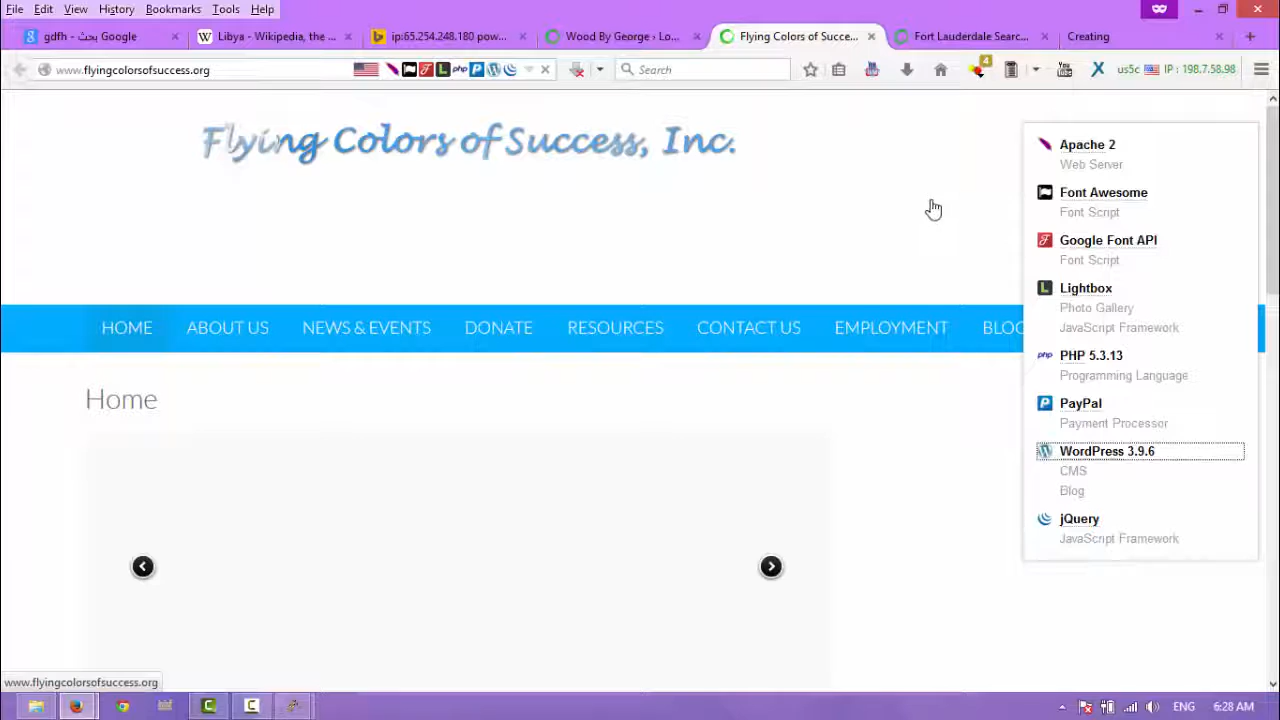 File Edit View History Bookmarks Tools Help
gdfh - بحث Google
Libya - Wikipedia, the ...
ip:65.254.248.180 pow...
Wood By George › Lo...
Flying Colors of Succe...
Fort Lauderdale Searc...
Creating
www.flyingcolorsofsuccess.org
Search
4
us5c IP : 198.7.58.98
Flying Colors of Success, Inc.
HOME ABOUT US NEWS & EVENTS DONATE RESOURCES CONTACT US EMPLOYMENT BLOG
Home
Apache 2
Web Server
Font Awesome
Font Script
Google Font API
Font Script
Lightbox
Photo Gallery
JavaScript Framework
php PHP 5.3.13
Programming Language
PayPal
Payment Processor
WordPress 3.9.6
CMS
Blog
jQuery
JavaScript Framework
www.flyingcolorsofsuccess.org
ENG 6:28 AM